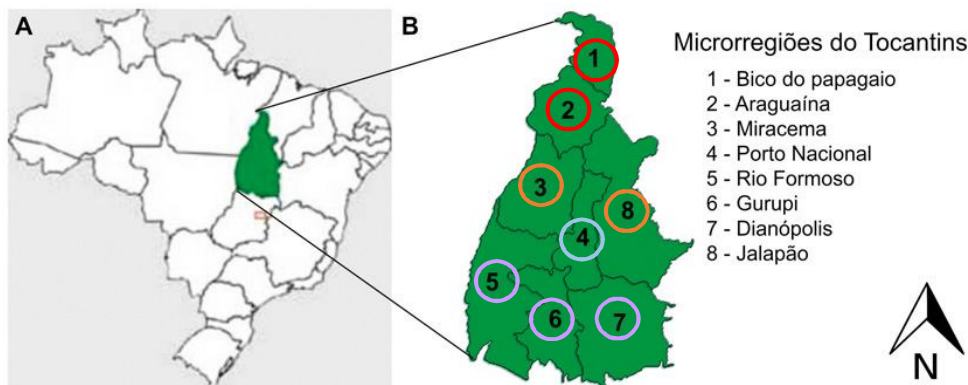 A
B
Microrregiões do Tocantins
1 - Bico do papagaio
2 - Araguaína
3 - Miracema
4 - Porto Nacional
5 - Rio Formoso
6 - Gurupi
7 - Dianópolis
8 - Jalapão
1
2
3
8
4
5
6
7
N